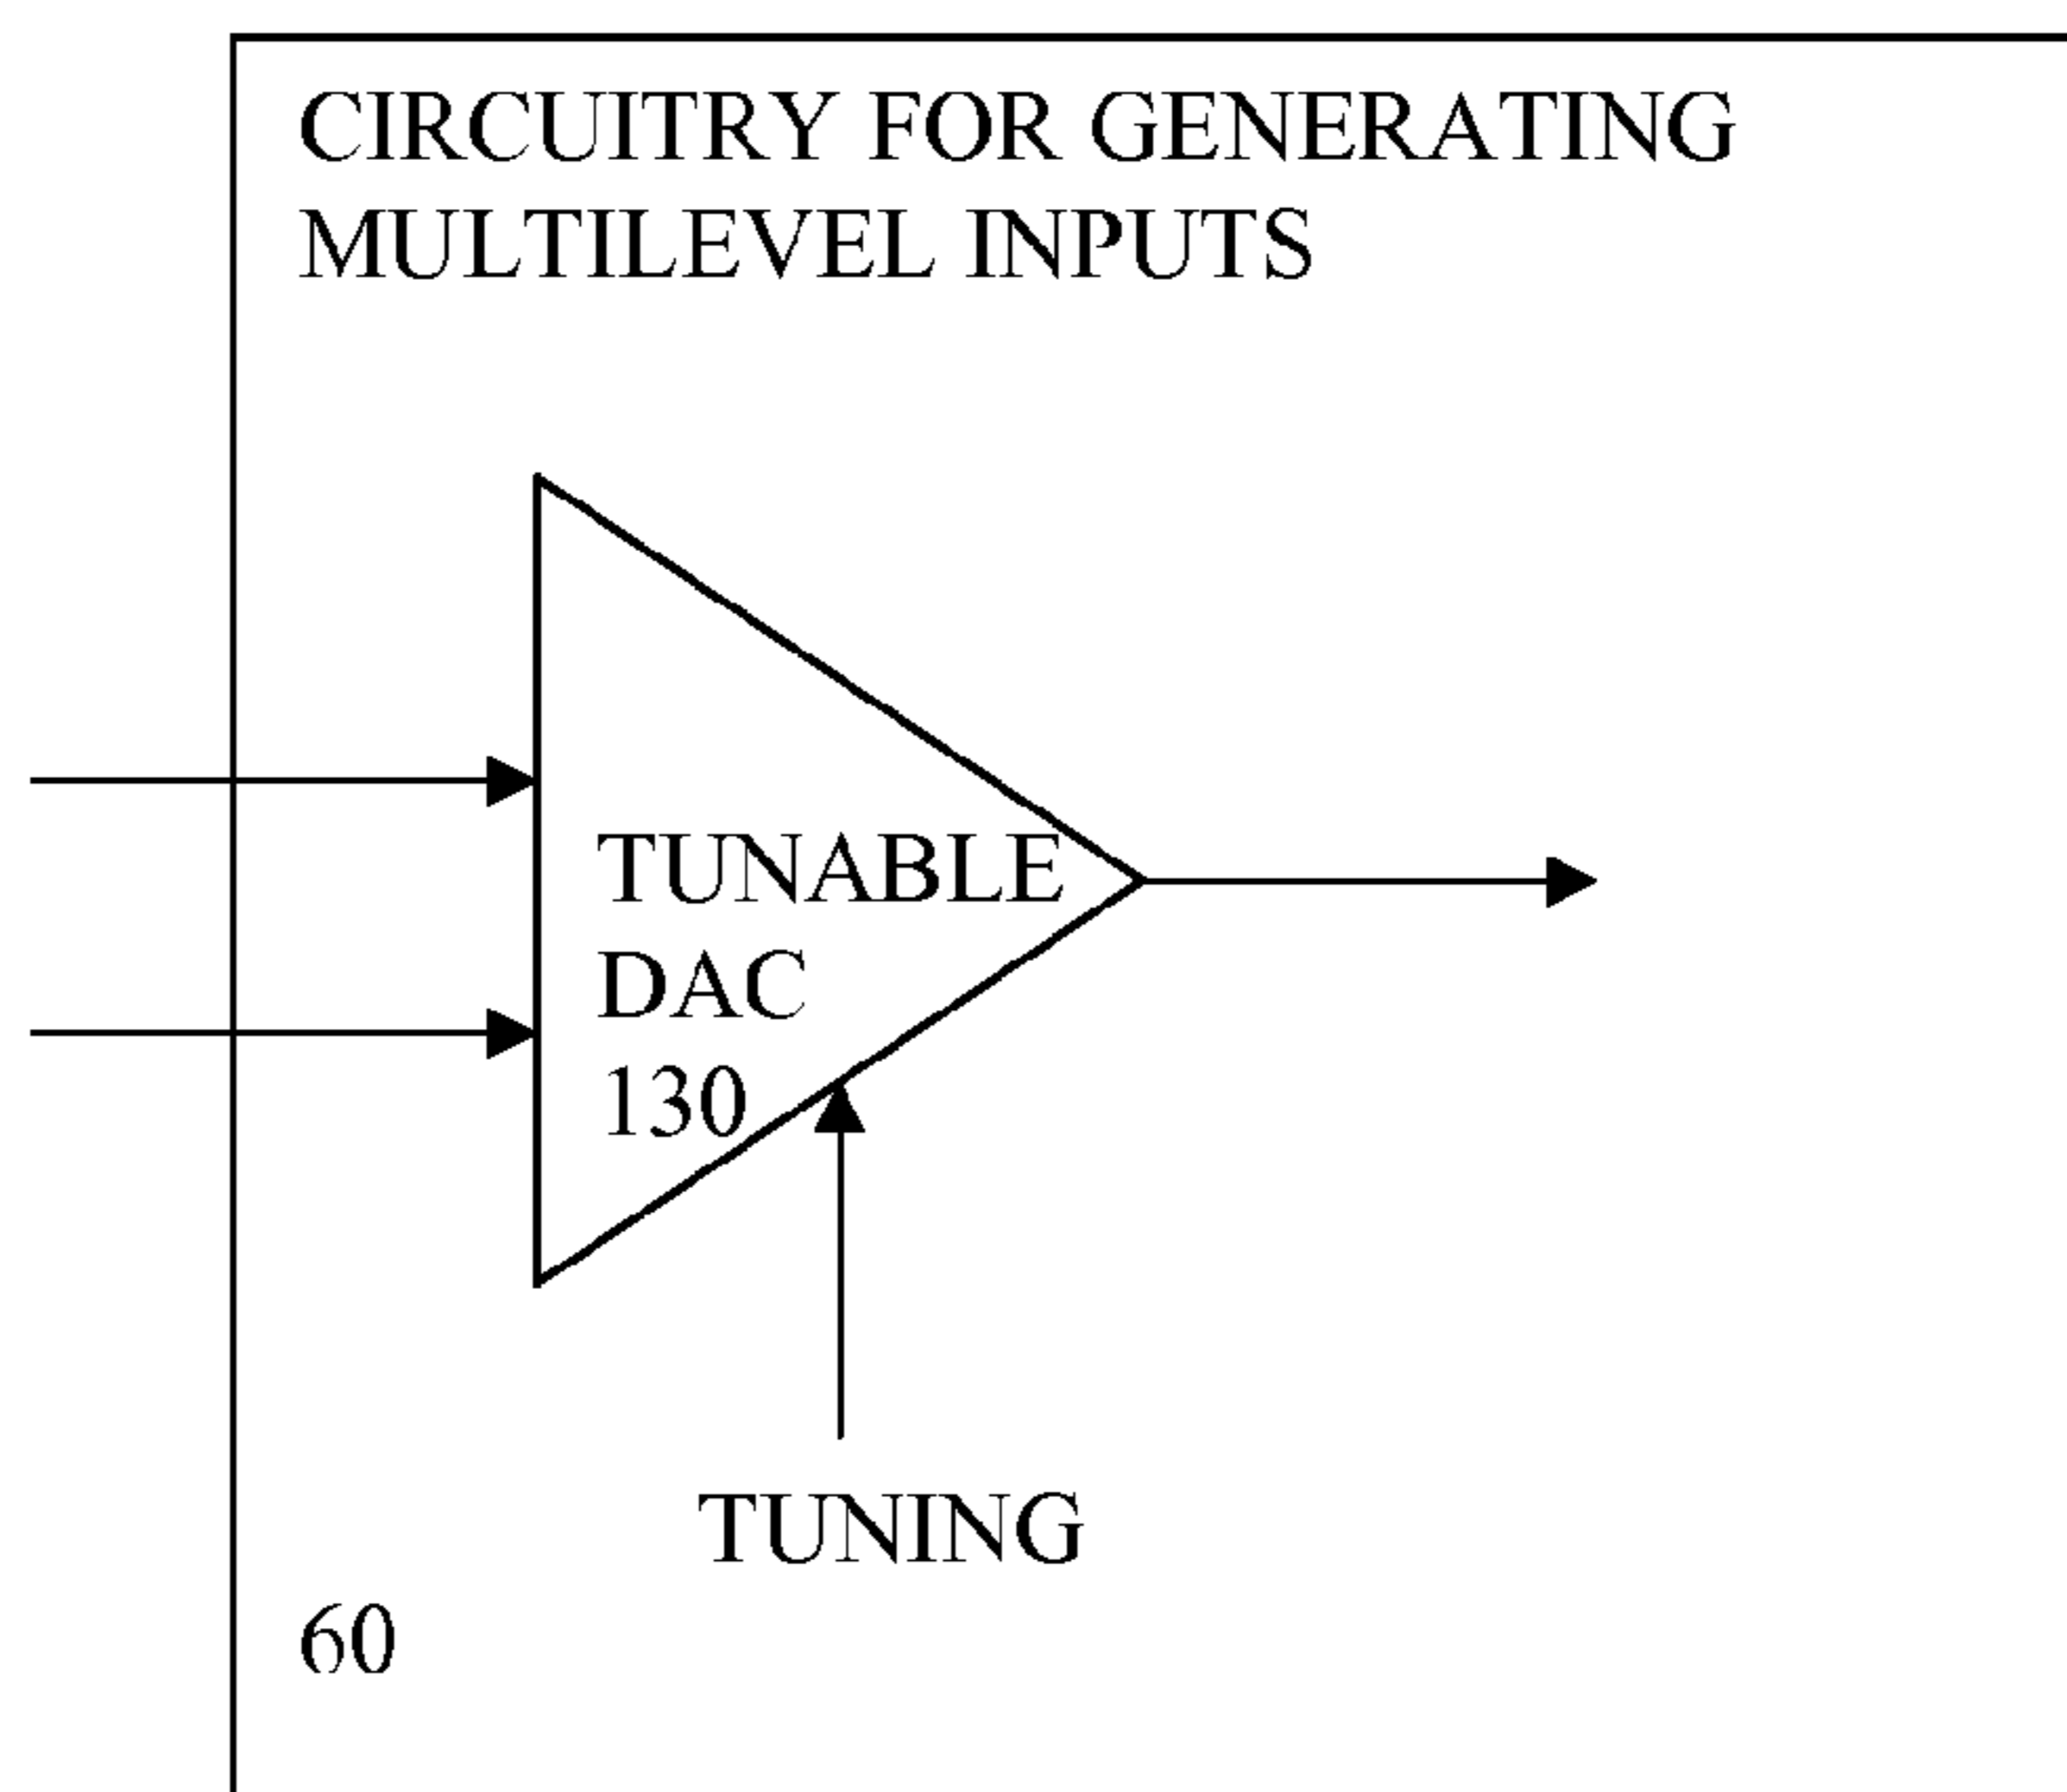 CIRCUITRY FOR GENERATING
MULTILEVEL INPUTS
TUNABLE
DAC
130
TUNING
60